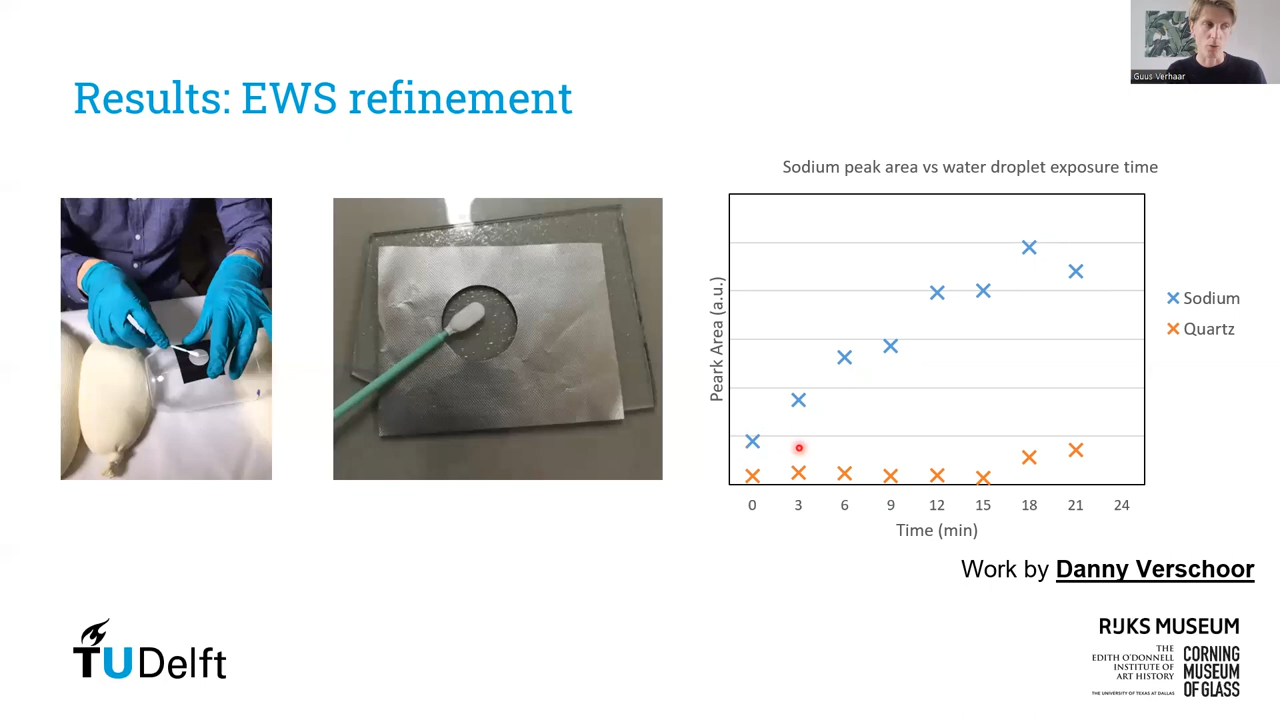 Guus Verhaar
Results: EWS refinement
Sodium peak area vs water droplet exposure time
Peark Area (a.u.)
Sodium
Quartz
0 3 6 9 12 15 18 21 24
Time (min)
Work by Danny Verschoor
TUDelft
RIJKS MUSEUM
THE
EDITH O'DONNELL
INSTITUTE OF
ART HISTORY
THE UNIVERSITY OF TEXAS AT DALLAS
CORNING
MUSEUM
OF GLASS